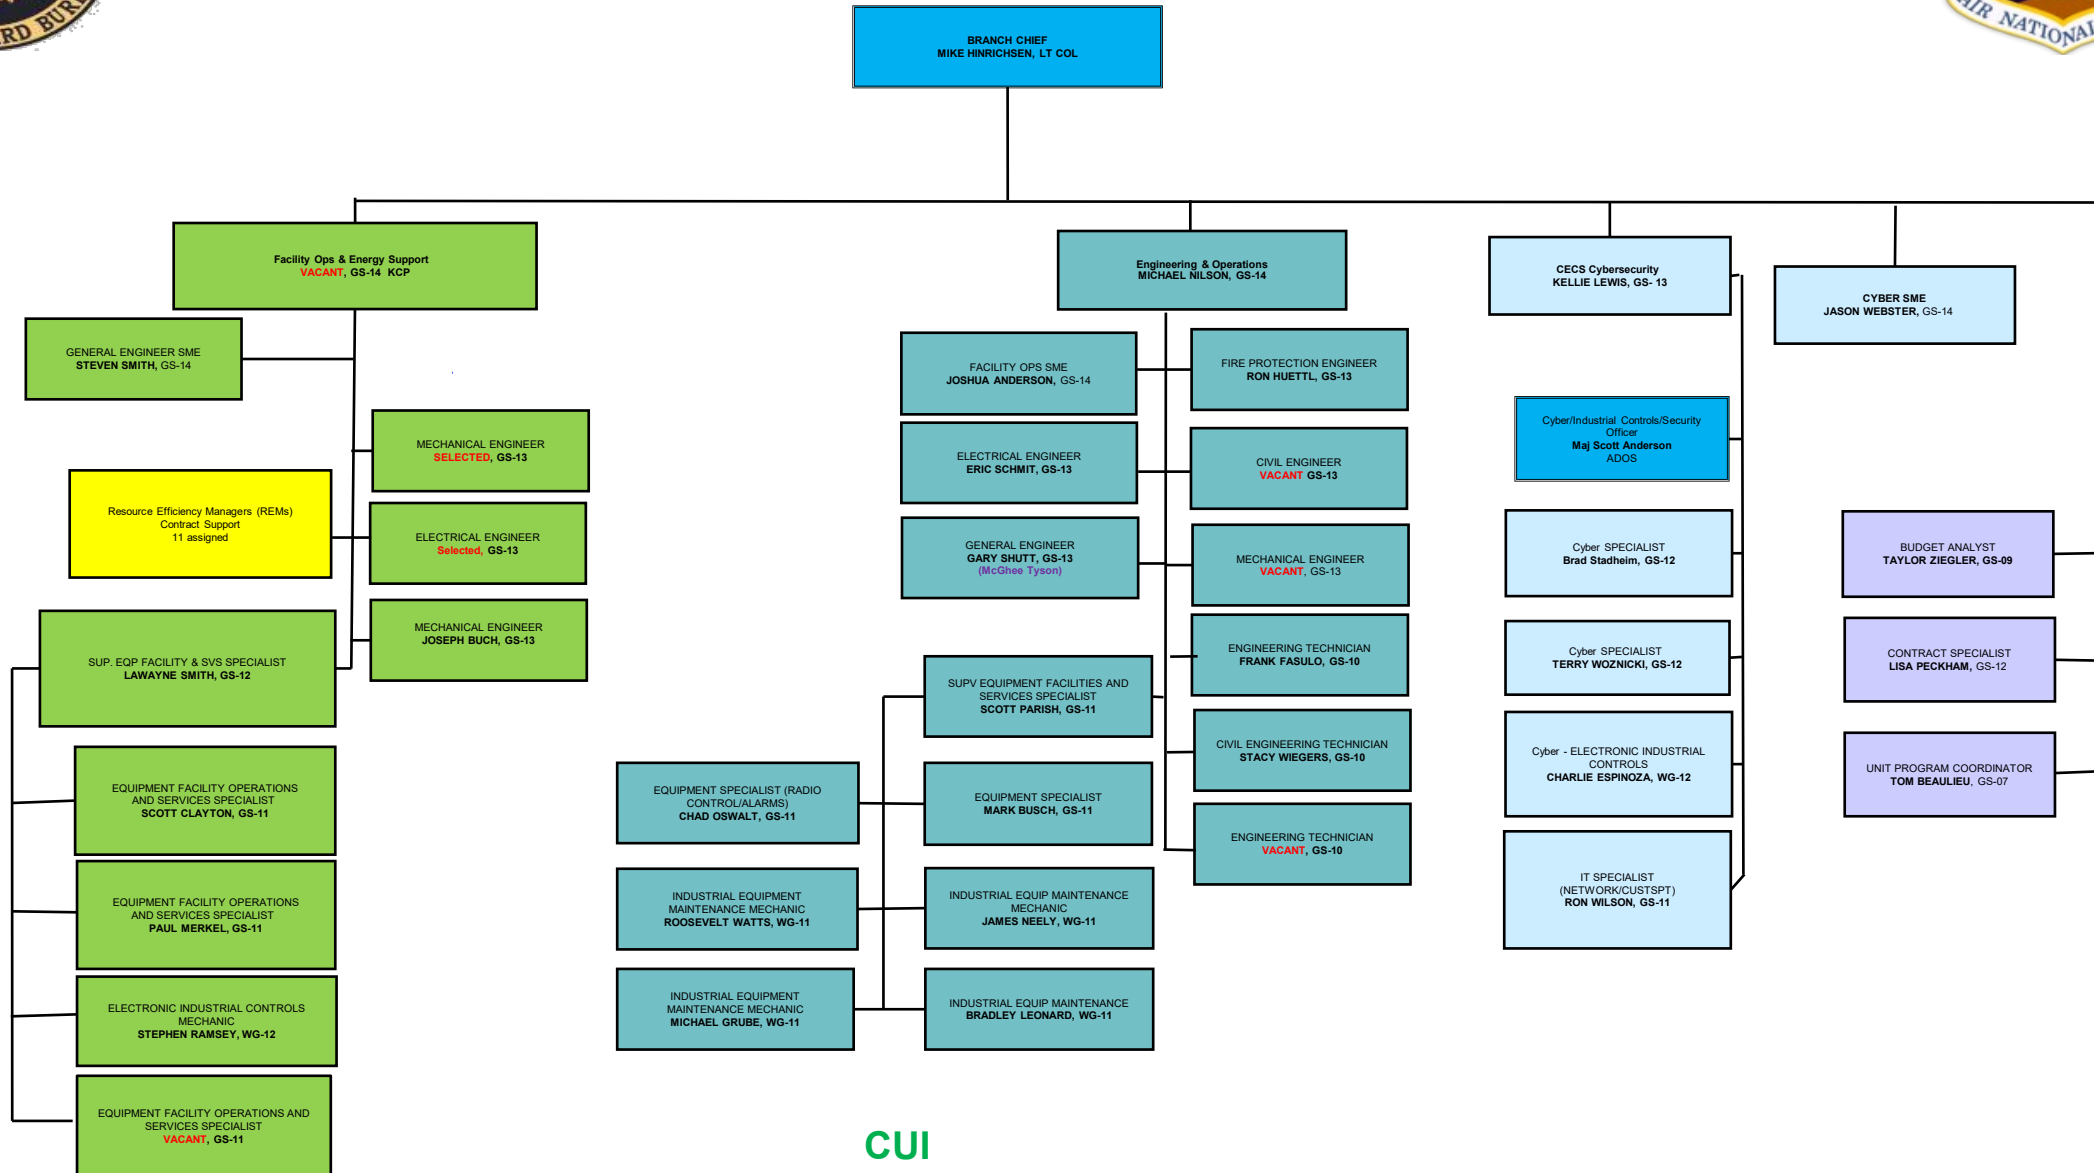 RD BUR
AIR NATIONAL
BRANCH CHIEF
MIKE HINRICHSEN, LT COL
Facility Ops & Energy Support
VACANT, GS-14 KCP
Engineering & Operations
MICHAEL NILSON, GS-14
CECS Cybersecurity
KELLIE LEWIS, GS- 13
CYBER SME
JASON WEBSTER, GS-14
GENERAL ENGINEER SME
STEVEN SMITH, GS-14
MECHANICAL ENGINEER
SELECTED, GS-13
Resource Efficiency Managers (REMs)
Contract Support
11 assigned
ELECTRICAL ENGINEER
Selected, GS-13
MECHANICAL ENGINEER
JOSEPH BUCH, GS-13
SUP. EQP FACILITY & SVS SPECIALIST
LAWAYNE SMITH, GS-12
EQUIPMENT FACILITY OPERATIONS
AND SERVICES SPECIALIST
SCOTT CLAYTON, GS-11
EQUIPMENT FACILITY OPERATIONS
AND SERVICES SPECIALIST
PAUL MERKEL, GS-11
ELECTRONIC INDUSTRIAL CONTROLS
MECHANIC
STEPHEN RAMSEY, WG-12
EQUIPMENT FACILITY OPERATIONS AND
SERVICES SPECIALIST
VACANT, GS-11
FACILITY OPS SME
JOSHUA ANDERSON, GS-14
FIRE PROTECTION ENGINEER
RON HUETTL, GS-13
ELECTRICAL ENGINEER
ERIC SCHMIT, GS-13
CIVIL ENGINEER
VACANT GS-13
GENERAL ENGINEER
GARY SHUTT, GS-13
(McGhee Tyson)
MECHANICAL ENGINEER
VACANT, GS-13
ENGINEERING TECHNICIAN
FRANK FASULO, GS-10
SUPV EQUIPMENT FACILITIES AND
SERVICES SPECIALIST
SCOTT PARISH, GS-11
CIVIL ENGINEERING TECHNICIAN
STACY WIEGERS, GS-10
EQUIPMENT SPECIALIST (RADIO
CONTROL/ALARMS)
CHAD OSWALT, GS-11
EQUIPMENT SPECIALIST
MARK BUSCH, GS-11
ENGINEERING TECHNICIAN
VACANT, GS-10
INDUSTRIAL EQUIPMENT
MAINTENANCE MECHANIC
ROOSEVELT WATTS, WG-11
INDUSTRIAL EQUIP MAINTENANCE
MECHANIC
JAMES NEELY, WG-11
INDUSTRIAL EQUIPMENT
MAINTENANCE MECHANIC
MICHAEL GRUBE, WG-11
INDUSTRIAL EQUIP MAINTENANCE
BRADLEY LEONARD, WG-11
Cyber/Industrial Controls/Security
Officer
Maj Scott Anderson
ADOS
Cyber SPECIALIST
Brad Stadheim, GS-12
Cyber SPECIALIST
TERRY WOZNICKI, GS-12
Cyber - ELECTRONIC INDUSTRIAL
CONTROLS
CHARLIE ESPINOZA, WG-12
IT SPECIALIST
(NETWORK/CUSTSPT)
RON WILSON, GS-11
BUDGET ANALYST
TAYLOR ZIEGLER, GS-09
CONTRACT SPECIALIST
LISA PECKHAM, GS-12
UNIT PROGRAM COORDINATOR
TOM BEAULIEU, GS-07
CUI